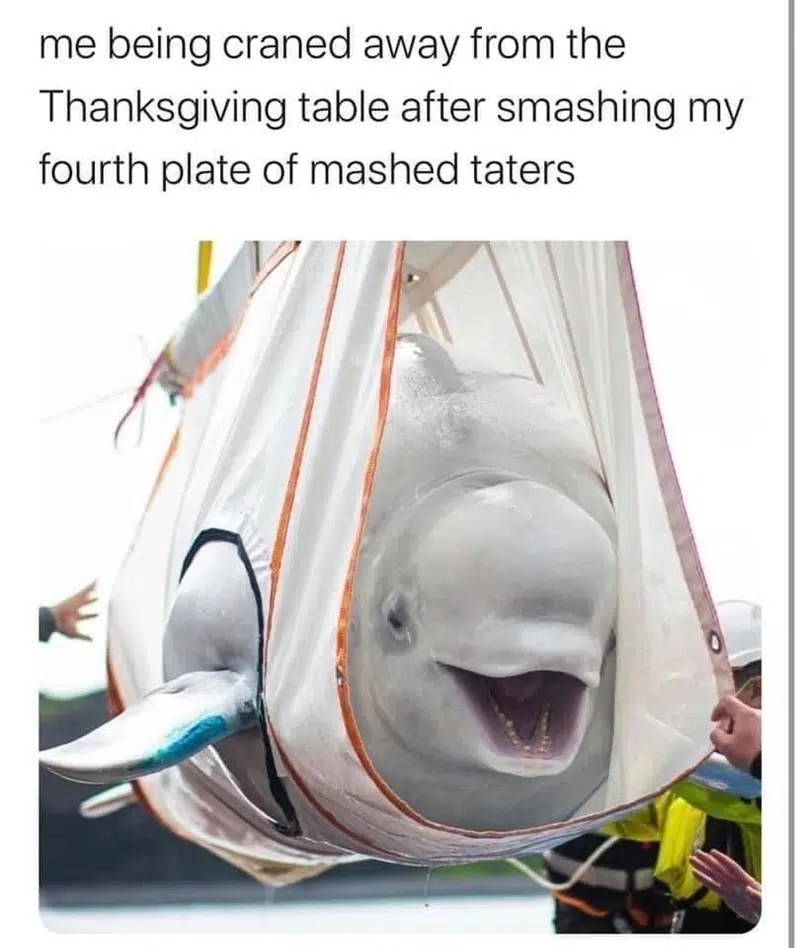 me being craned away from the
Thanksgiving table after smashing my
fourth plate of mashed taters